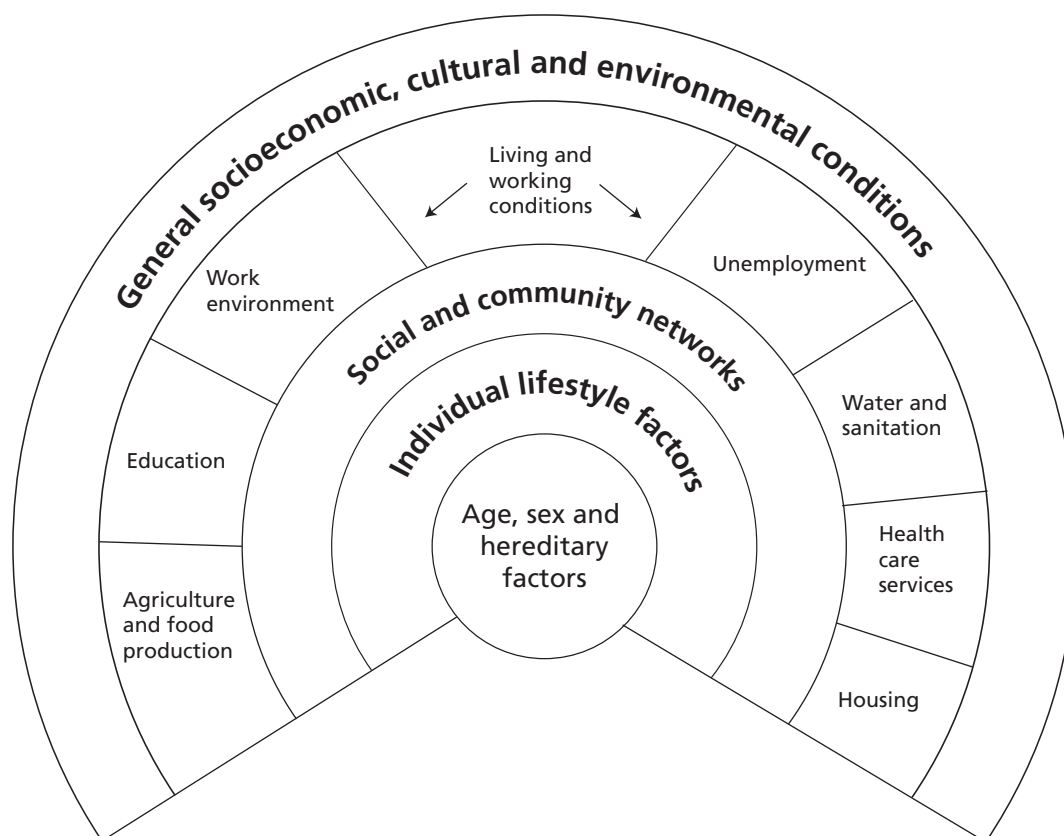 General socioeconomic, cultural and environmental conditions
Living and
working
conditions
Work
environment
Unemployment
Social and community networks
Individual lifestyle factors
Education
Water and
sanitation
Age, sex and
hereditary
factors
Health
care
services
Agriculture
and food
production
Housing